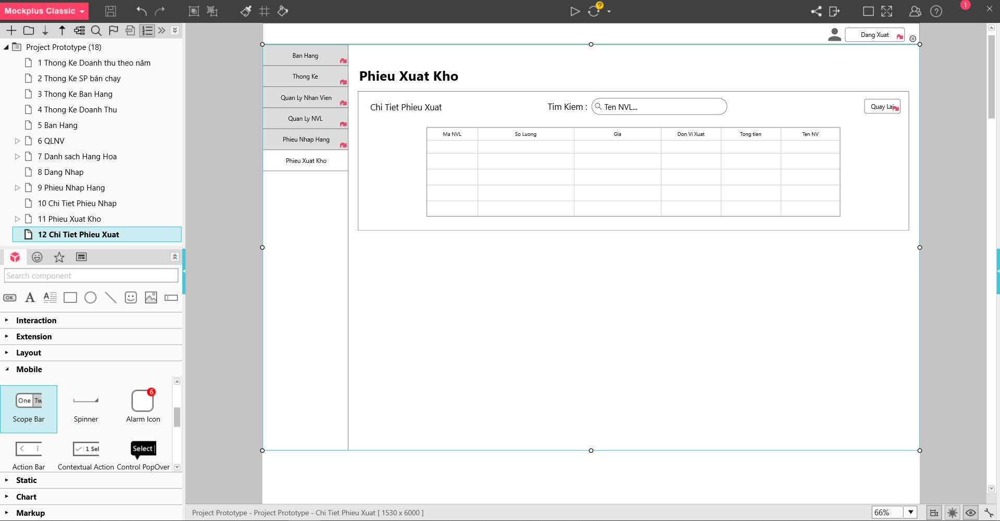 Mockplus Classic
?
1
Project Prototype (18)
1 Thong Ke Doanh thu theo năm
2 Thong Ke SP bán chạy
3 Thong Ke Ban Hang
4 Thong Ke Doanh Thu
5 Ban Hang
6 QLNV
7 Danh sach Hang Hoa
8 Dang Nhap
9 Phieu Nhap Hang
10 Chi Tiet Phieu Nhap
11 Phieu Xuat Kho
12 Chi Tiet Phieu Xuat
Search component
OK
Interaction
Extension
Layout
Mobile
One Tw
6
Scope Bar
Spinner
Alarm Icon
1 Sel
Select
Action Bar
Contextual Action
Control PopOver
Static
Chart
Markup
Dang Xuat
Ban Hang
Thong Ke
Quan Ly Nhan Vien
Quan Ly NVL
Phieu Nhap Hang
Phieu Xuat Kho
Phieu Xuat Kho
Chi Tiet Phieu Xuat
Tim Kiem :
Ten NVL...
Quay Lai
Ma NVL
So Luong
Gia
Don Vi Xuat
Tong tien
Ten NV
Project Prototype - Project Prototype - Chi Tiet Phieu Xuat [ 1530 x 6000 ]
66%